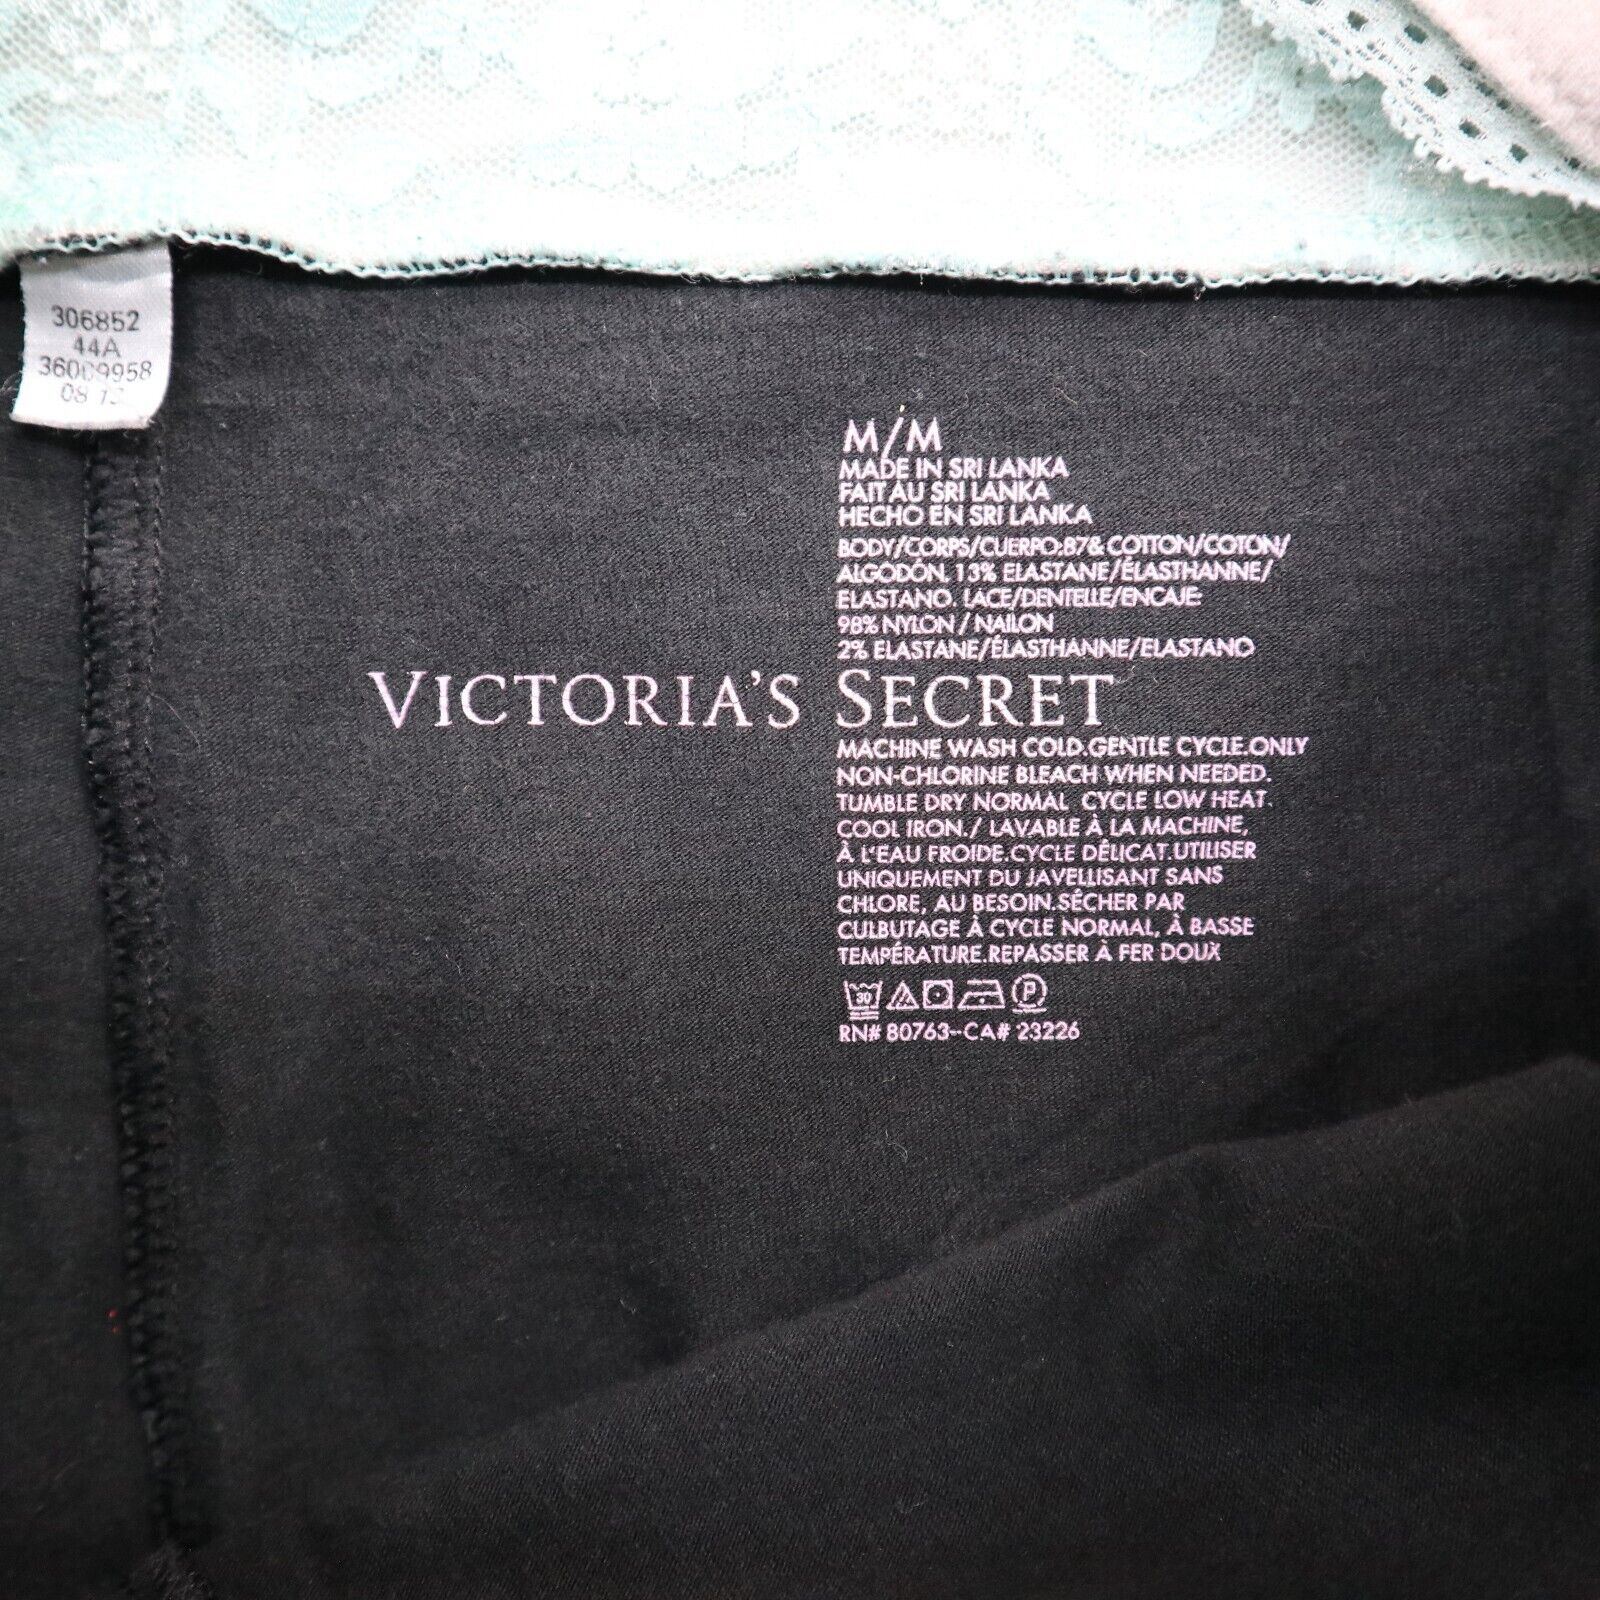 306852
44A
36009958
08
M/M
MADE IN SRI LANKA
FAIT AU SRI LANKA
HECHO EN SRI LANKA
BODY/CORPS/CUERPO:87& COTTON/COTON/
ALGODÓN, 13% ELASTANE/ÉLASTHANNE/
ELASTANO. LACE/DENTELLE/ENCAJE:
98% NYLON / NAILON
2% ELASTANE/ÉLASTHANNE/ELASTANO
VICTORIA'S SECRET
MACHINE WASH COLD.GENTLE CYCLE.ONLY
NON-CHLORINE BLEACH WHEN NEEDED.
TUMBLE DRY NORMAL CYCLE LOW HEAT.
COOL IRON./ LAVABLE À LA MACHINE,
À L'EAU FROIDE.CYCLE DÉLICAT.UTILISER
UNIQUEMENT DU JAVELLISANT SANS
CHLORE, AU BESOIN.SÉCHER PAR
CULBUTAGE À CYCLE NORMAL, À BASSE
TEMPÉRATURE.REPASSER À FER DOUX
30 P
RN# 80763--CA# 23226